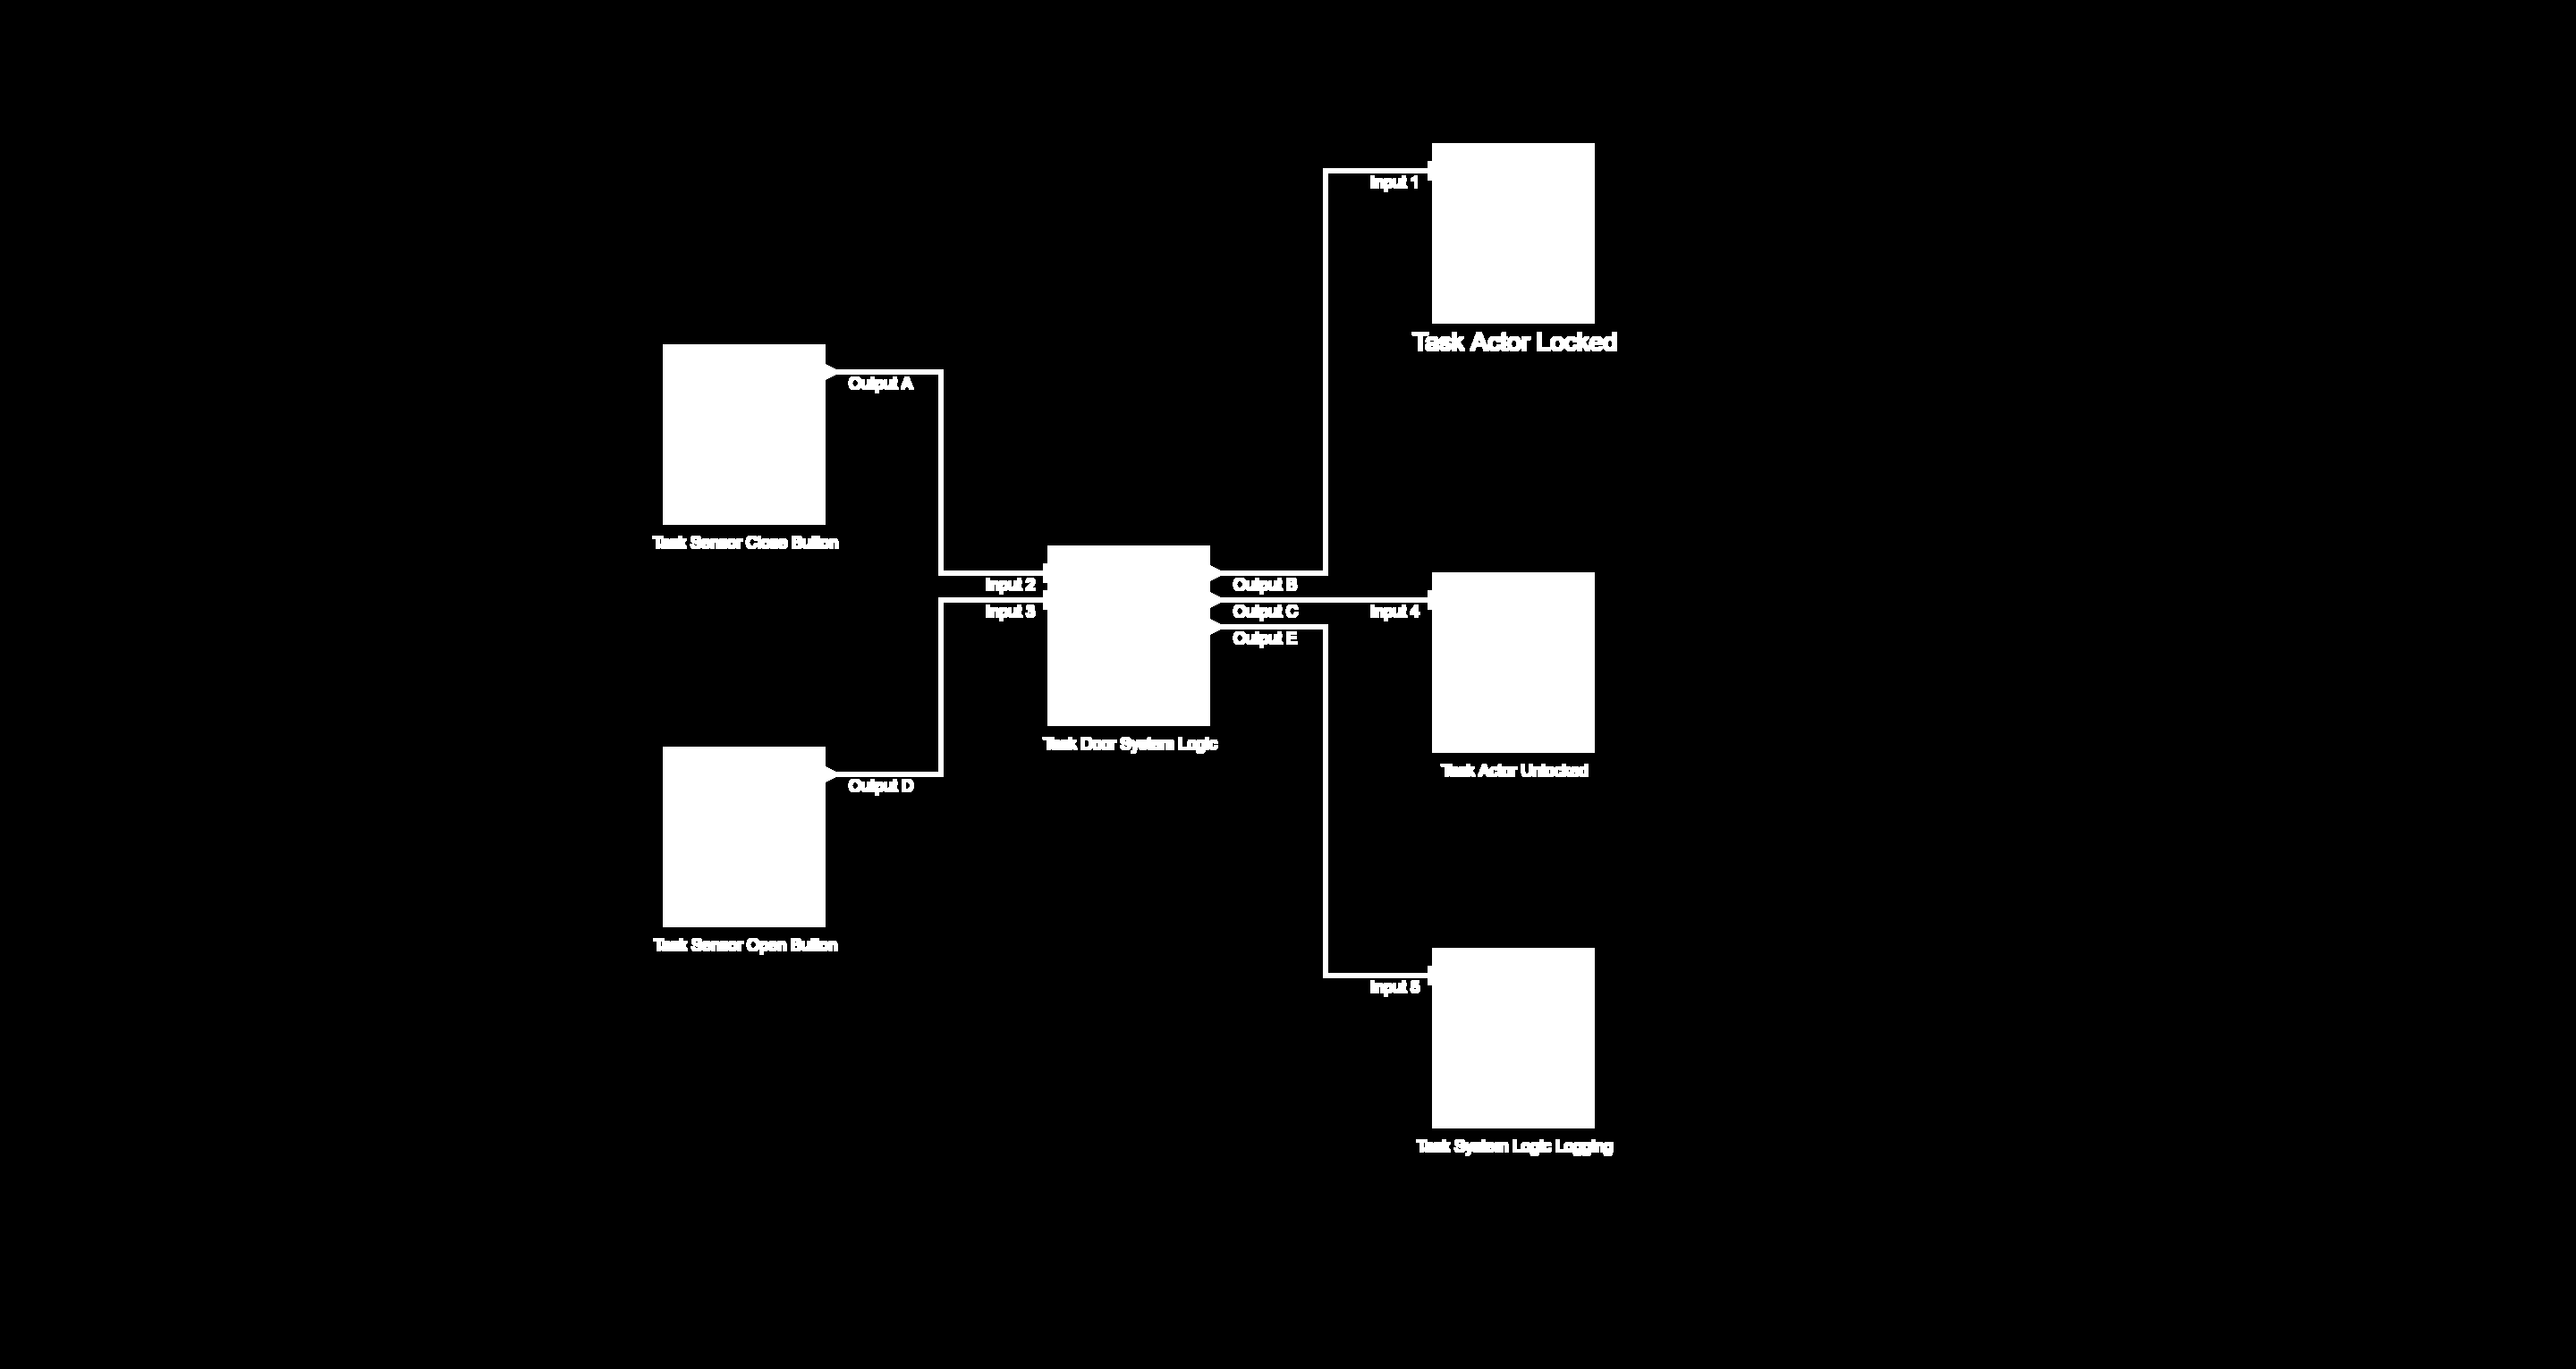 Input 1
Task Actor Locked
Output A
Task Sensor Close Button
Input 2
Input 3
Output B
Output C
Output E
Input 4
Task Door System Logic
Task Actor Unlocked
Output D
Task Sensor Open Button
Input 5
Task System Logic Logging